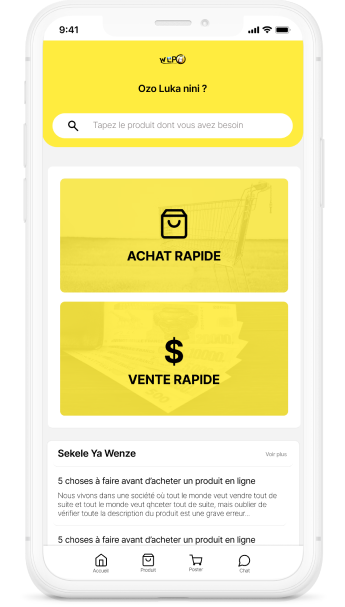 9:41
WEPO
Ozo Luka nini ?
Tapez le produit dont vous avez besoin
ACHAT RAPIDE
$
VENTE RAPIDE
Sekele Ya Wenze
Voir plus
5 choses à faire avant d'acheter un produit en ligne
Nous vivons dans une société où tout le monde veut vendre tout de
suite et tout le monde veut qhceter tout de suite, mais oublier de
vérifier toute la description du produit est une grave erreur...
5 choses à faire avant d'acheter un produit en ligne
Accueil
Produit
Poster
Chat